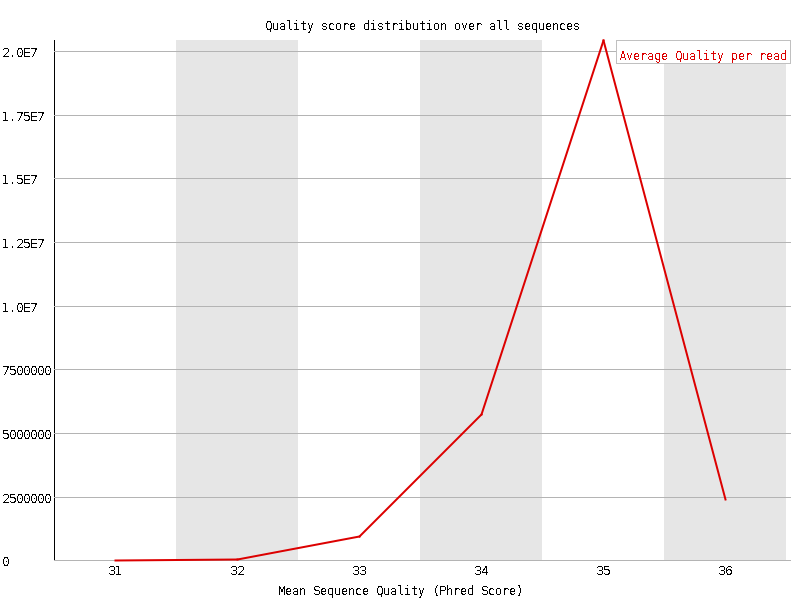 Quality score distribution over all sequences
Average Quality per read
2.0E7
1.75E7
1.5E7
1.25E7
1.0E7
7500000
5000000
2500000
0
31 32 33 34 35 36
Mean Sequence Quality (Phred Score)